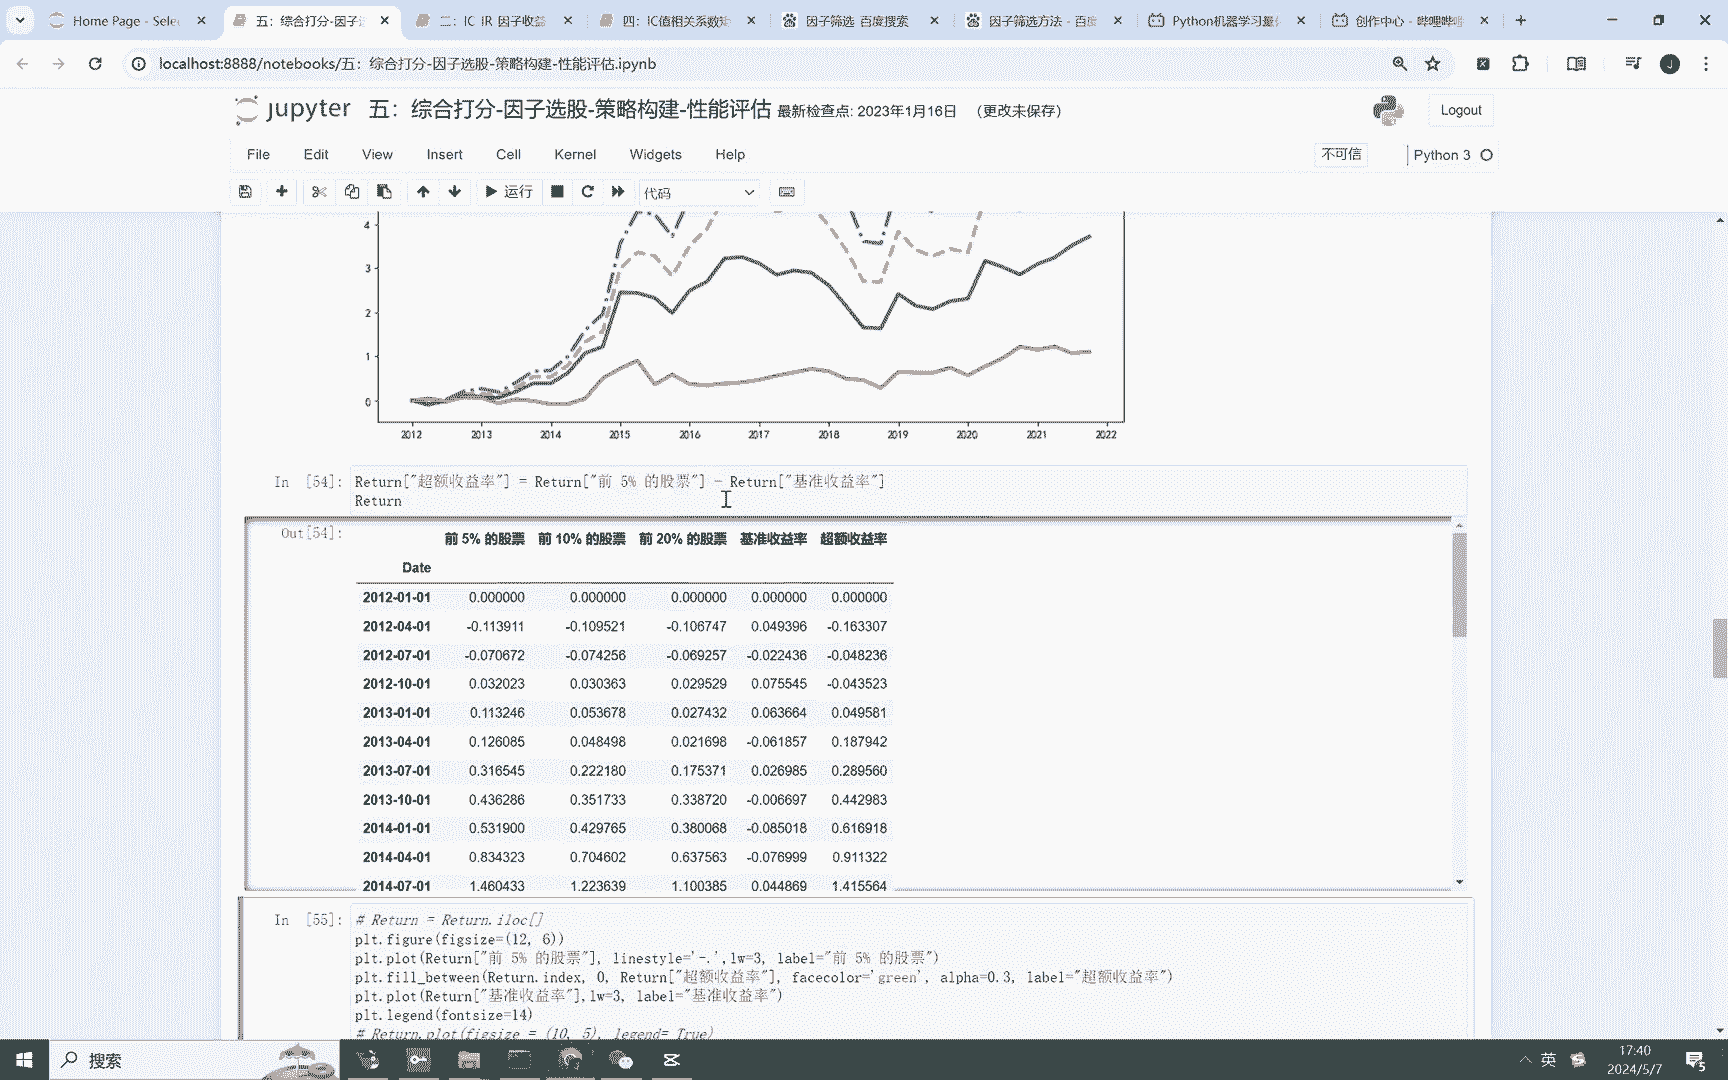 Home Page - Sele
五：综合打分-因子
二：IC IR 因子收益
四：IC值相关系数矩
因子筛选_百度搜索
因子筛选方法 - 百度
Python机器学习量化
创作中心 - 哔哩哔哩
localhost:8888/notebooks/五：综合打分-因子选股-策略构建-性能评估.ipynb
J
jupyter 五：综合打分-因子选股-策略构建-性能评估 最新检查点: 2023年1月16日 （更改未保存）
Logout
File Edit View Insert Cell Kernel Widgets Help
不可信
Python 3
运行
代码
4
3
2
1
0
2012 2013 2014 2015 2016 2017 2018 2019 2020 2021 2022
In [54]: Return["超额收益率"] = Return["前 5% 的股票"] - Return["基准收益率"]
Return
Out[54]:
前 5% 的股票 前 10% 的股票 前 20% 的股票 基准收益率 超额收益率
Date
2012-01-01 0.000000 0.000000 0.000000 0.000000 0.000000
2012-04-01 -0.113911 -0.109521 -0.106747 0.049396 -0.163307
2012-07-01 -0.070672 -0.074256 -0.069257 -0.022436 -0.048236
2012-10-01 0.032023 0.030363 0.029529 0.075545 -0.043523
2013-01-01 0.113246 0.053678 0.027432 0.063664 0.049581
2013-04-01 0.126085 0.048498 0.021698 -0.061857 0.187942
2013-07-01 0.316545 0.222180 0.175371 0.026985 0.289560
2013-10-01 0.436286 0.351733 0.338720 -0.006697 0.442983
2014-01-01 0.531900 0.429765 0.380068 -0.085018 0.616918
2014-04-01 0.834323 0.704602 0.637563 -0.076999 0.911322
2014-07-01 1.460433 1.223639 1.100385 0.044869 1.415564
In [55]: # Return = Return.iloc[]
plt.figure(figsize=(12, 6))
plt.plot(Return["前 5% 的股票"], linestyle='-.',lw=3, label="前 5% 的股票")
plt.fill_between(Return.index, 0, Return["超额收益率"], facecolor='green', alpha=0.3, label="超额收益率")
plt.plot(Return["基准收益率"],lw=3, label="基准收益率")
plt.legend(fontsize=14)
# Return.plot(figsize = (10, 5), legend= True)
搜索
英
17:40
2024/5/7
5